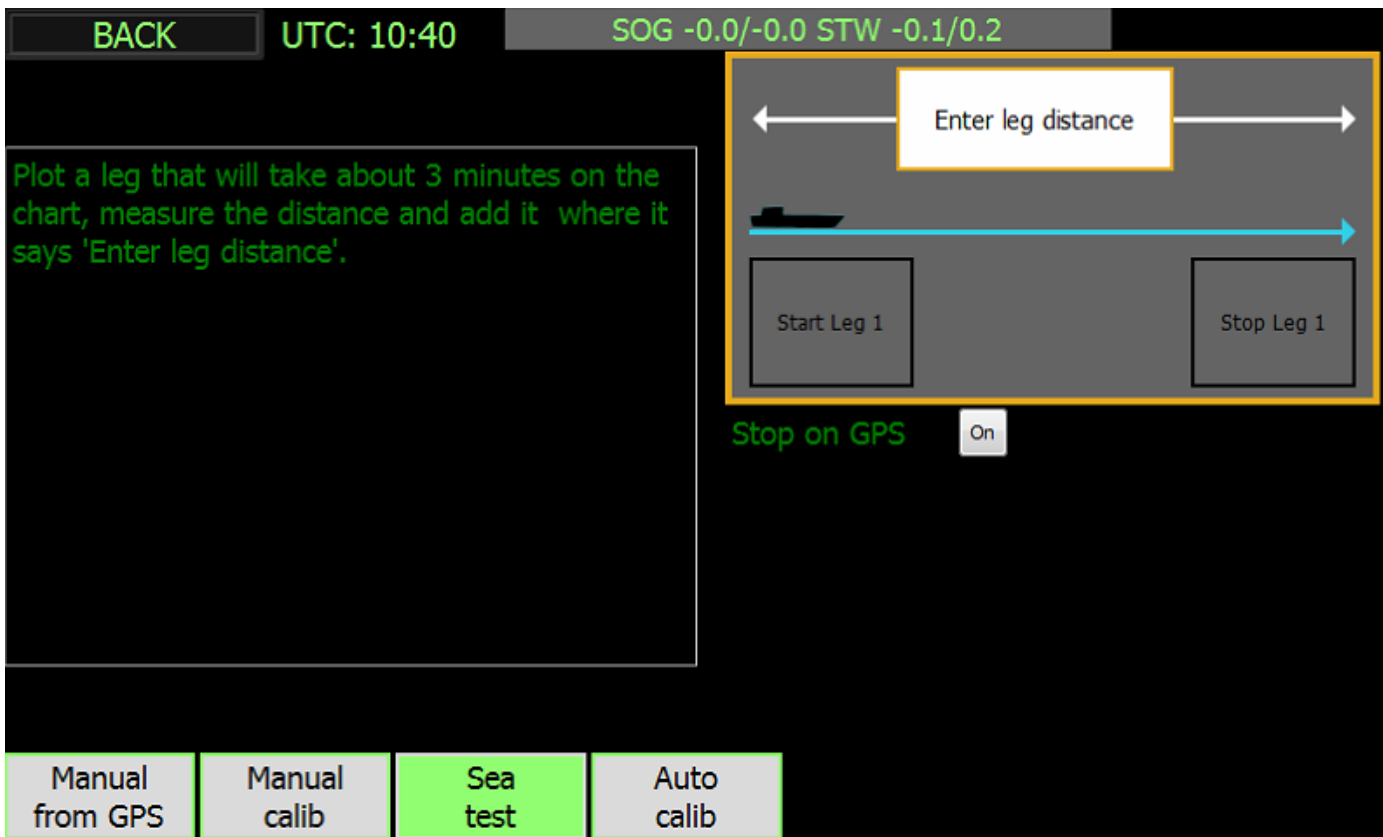 BACK
UTC: 10:40
SOG -0.0/-0.0 STW -0.1/0.2
Enter leg distance
Plot a leg that will take about 3 minutes on the
chart, measure the distance and add it  where it
says 'Enter leg distance'.
Start Leg 1
Stop Leg 1
Stop on GPS
On
Manual
from GPS
Manual
calib
Sea
test
Auto
calib